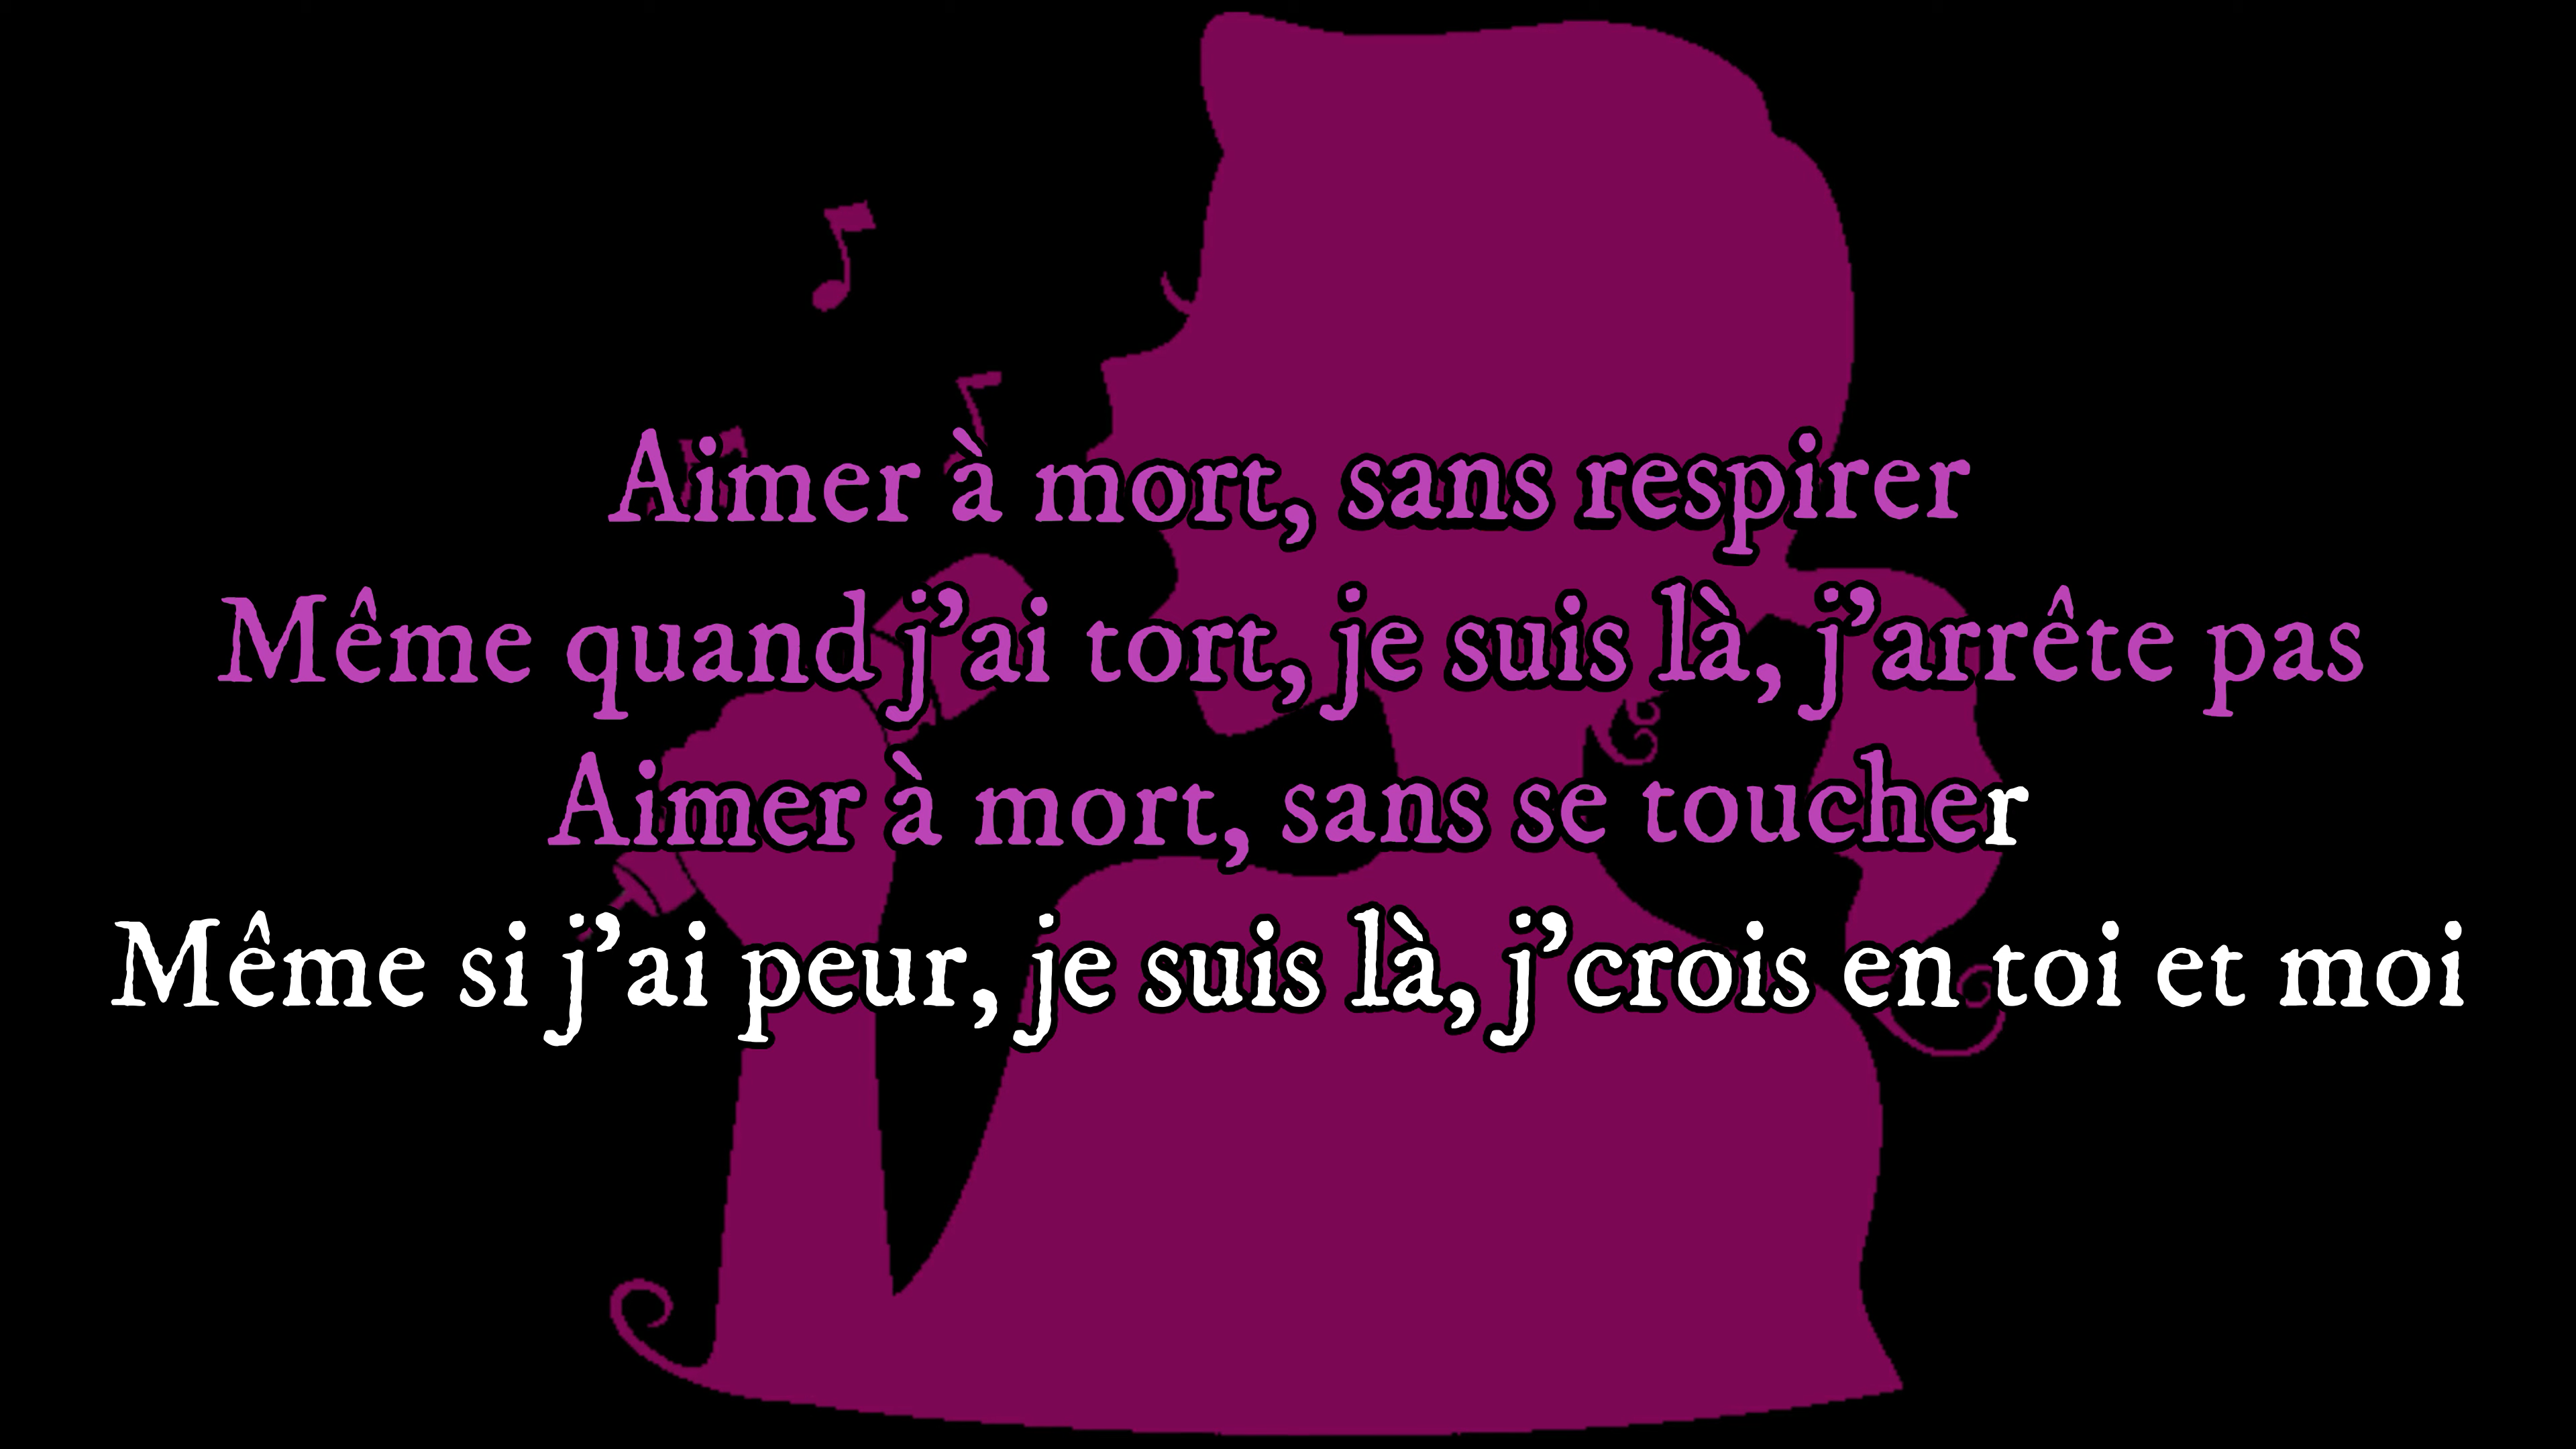 Aimer à mort, sans respirer
Même quand j’ai tort, je suis là, j’arrête pas
Aimer à mort, sans se toucher
Même si j’ai peur, je suis là, j’crois en toi et moi